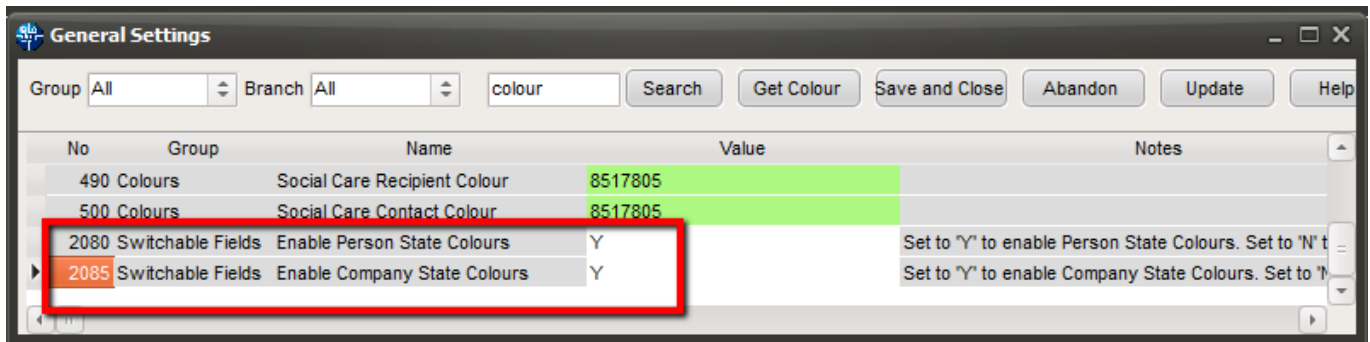 General Settings
Group All Branch All colour Search Get Colour Save and Close Abandon Update Help
No Group Name Value Notes
490 Colours Social Care Recipient Colour 8517805
500 Colours Social Care Contact Colour 8517805
2080 Switchable Fields Enable Person State Colours Y Set to 'Y' to enable Person State Colours. Set to 'N' t
2085 Switchable Fields Enable Company State Colours Y Set to 'Y' to enable Company State Colours. Set to 'N